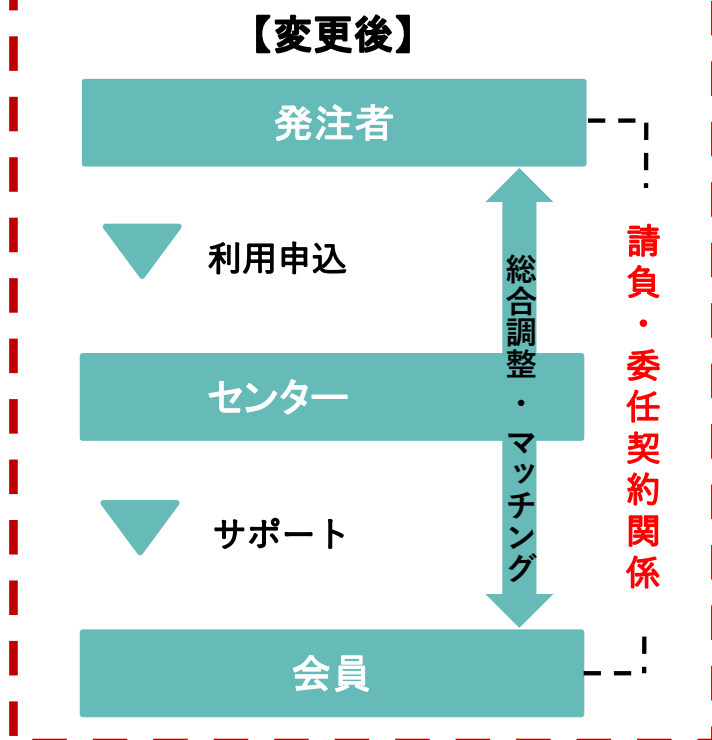 【変更後】
発注者
利用申込
センター
サポート
会員
総合調整・マッチング
請負・委任契約関係